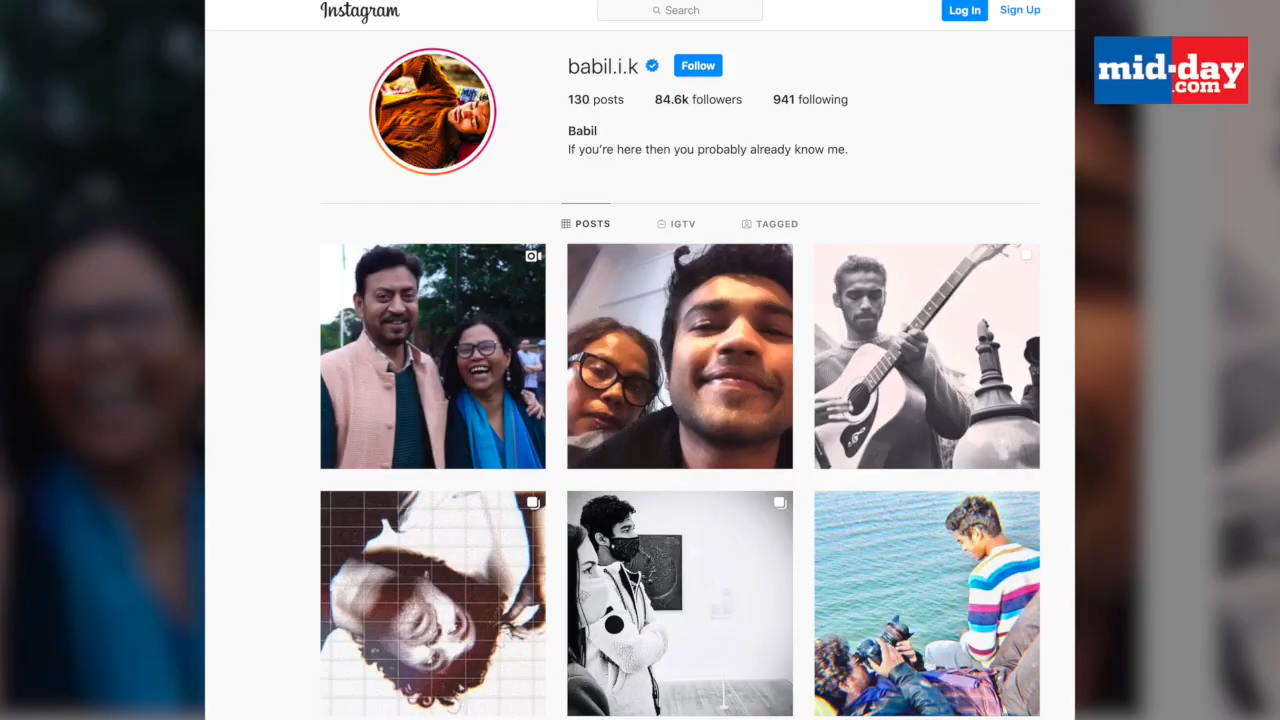 Instagram
Search
Log In
Sign Up
mid-day
.com
babil.i.k
Follow
130 posts
84.6k followers
941 following
Babil
If you’re here then you probably already know me.
POSTS
IGTV
TAGGED